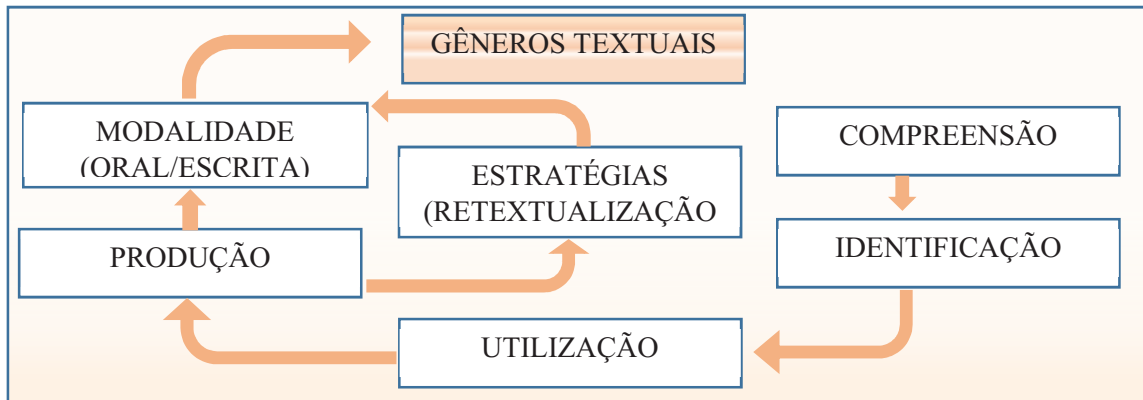 GÊNEROS TEXTUAIS
MODALIDADE
(ORAL/ESCRITA)
COMPREENSÃO
ESTRATÉGIAS
(RETEXTUALIZAÇÃO
PRODUÇÃO
IDENTIFICAÇÃO
UTILIZAÇÃO